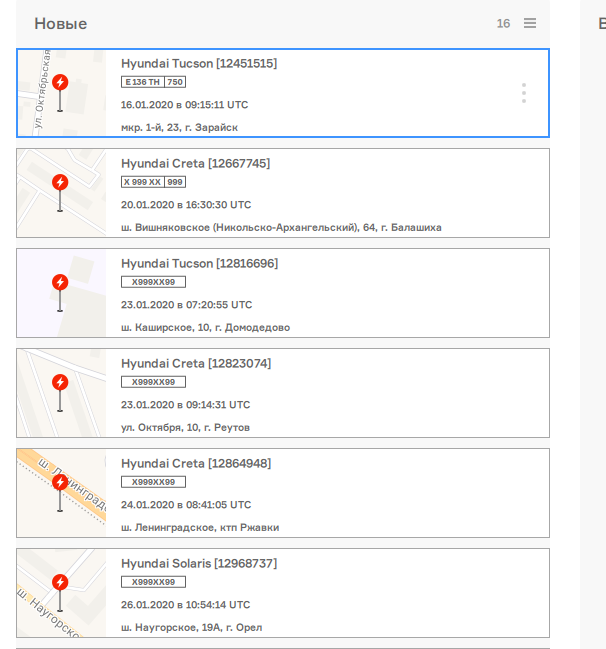 Новые
16
В
ул. Октябрьская
Hyundai Tucson [12451515]
E 136 TH 750
16.01.2020 в 09:15:11 UTC
мкр. 1-й, 23, г. Зарайск
Hyundai Creta [12667745]
X 999 XX 999
20.01.2020 в 16:30:30 UTC
ш. Вишняковское (Никольско-Архангельский), 64, г. Балашиха
Hyundai Tucson [12816696]
X999XX99
23.01.2020 в 07:20:55 UTC
ш. Каширское, 10, г. Домодедово
Hyundai Creta [12823074]
X999XX99
23.01.2020 в 09:14:31 UTC
ул. Октября, 10, г. Реутов
ш. Ленинградс
Hyundai Creta [12864948]
X999XX99
24.01.2020 в 08:41:05 UTC
ш. Ленинградское, ктп Ржавки
ш. Наугорско
Hyundai Solaris [12968737]
X999XX99
26.01.2020 в 10:54:14 UTC
ш. Наугорское, 19А, г. Орел